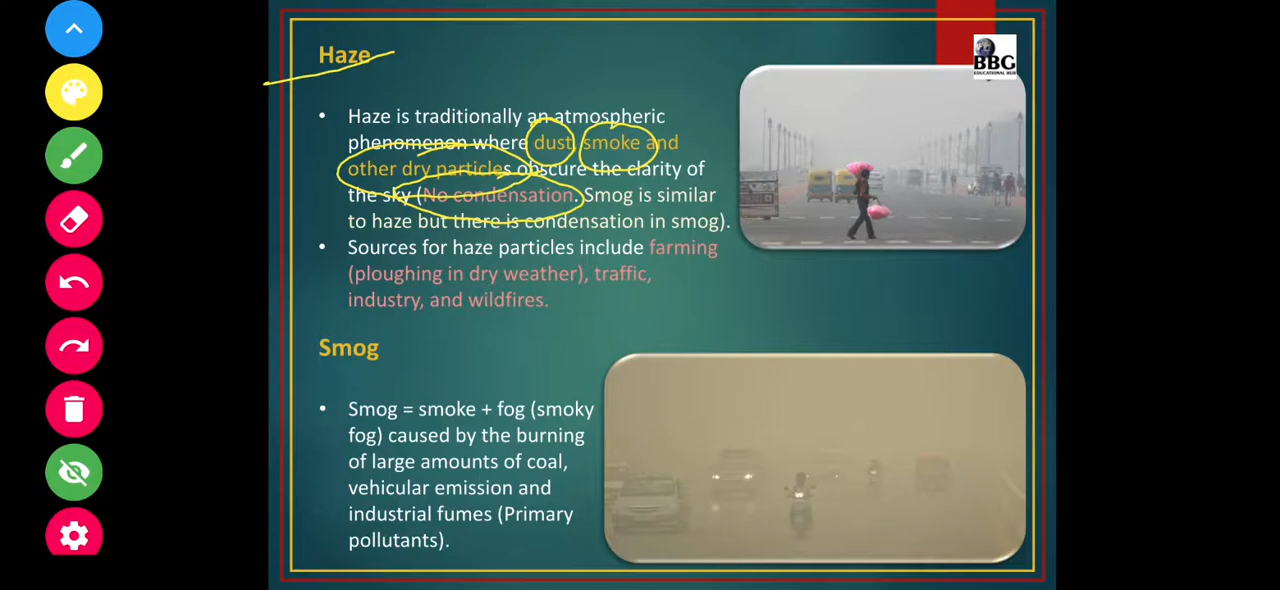 BBG
EDUCATIONAL HUB
Haze
• Haze is traditionally an atmospheric
phenomenon where dust, smoke and
other dry particles obscure the clarity of
the sky (No condensation. Smog is similar
to haze but there is condensation in smog).
• Sources for haze particles include farming
(ploughing in dry weather), traffic,
industry, and wildfires.
Smog
• Smog = smoke + fog (smoky
fog) caused by the burning
of large amounts of coal,
vehicular emission and
industrial fumes (Primary
pollutants).